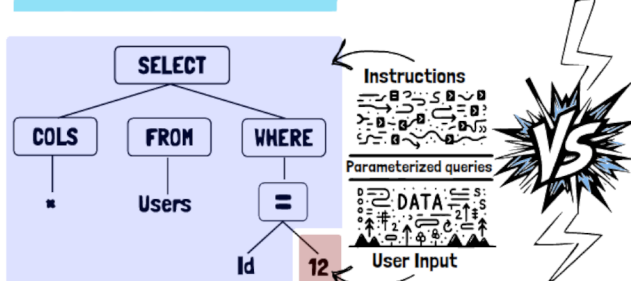 SELECT
COLS
FROM
WHERE
*
Users
=
Id
12
Instructions
Parameterized queries
DATA
User Input
VS